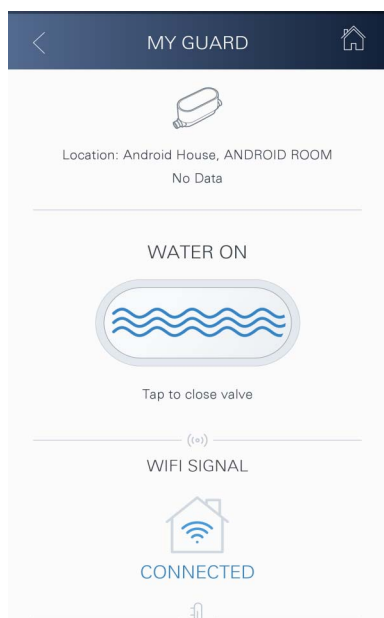 MY GUARD
Location: Android House, ANDROID ROOM
No Data
WATER ON
Tap to close valve
WIFI SIGNAL
CONNECTED